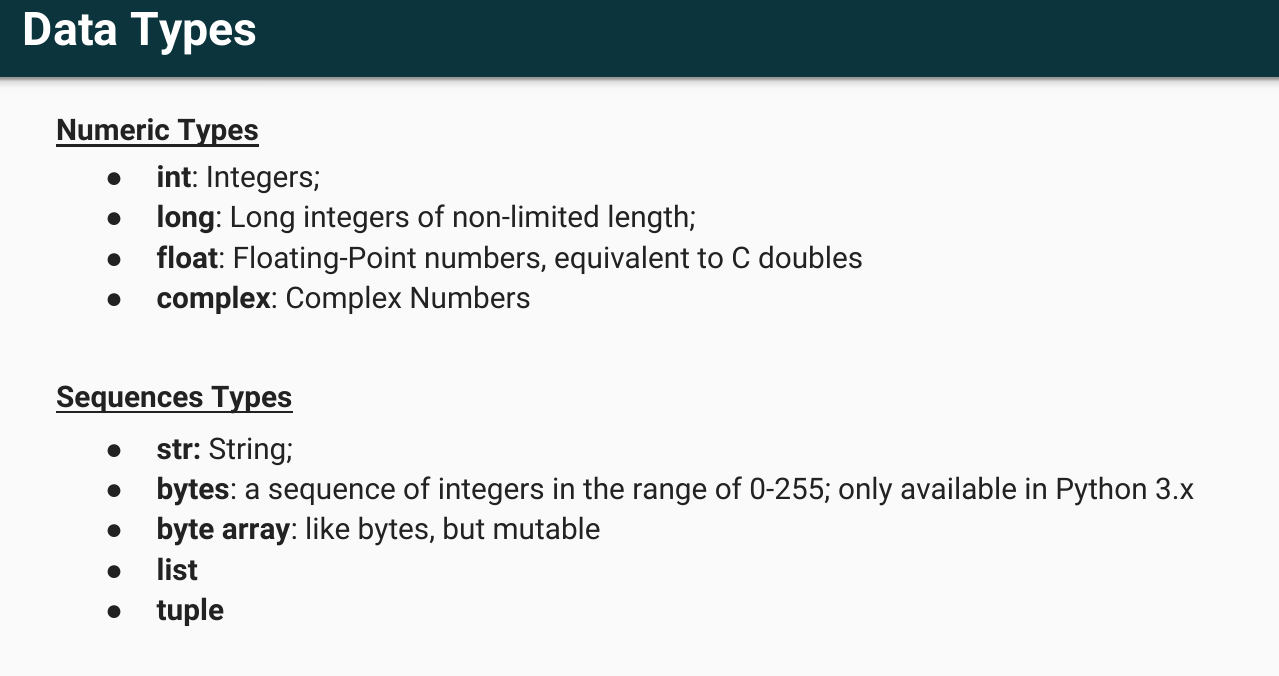 Data Types
Numeric Types
● int: Integers;
● long: Long integers of non-limited length;
● float: Floating-Point numbers, equivalent to C doubles
● complex: Complex Numbers
Sequences Types
● str: String;
● bytes: a sequence of integers in the range of 0-255; only available in Python 3.x
● byte array: like bytes, but mutable
● list
● tuple